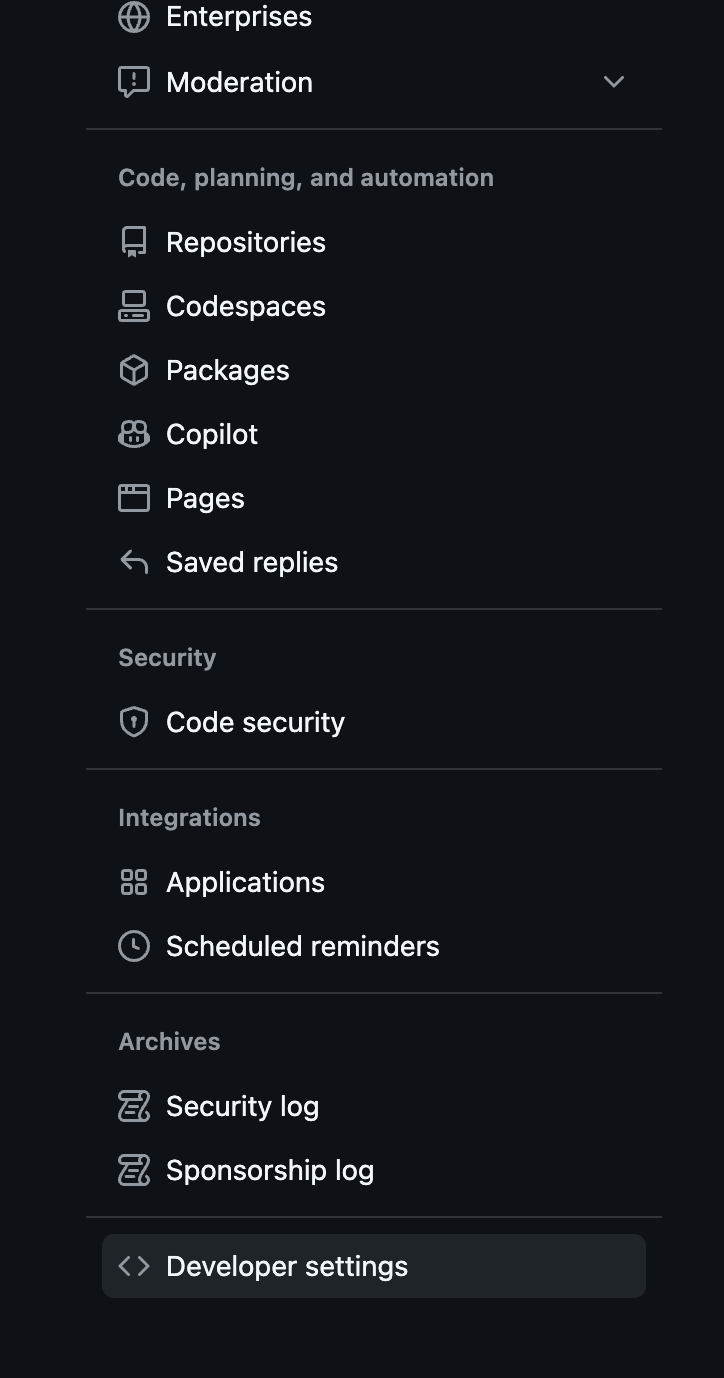 Enterprises
Moderation
Code, planning, and automation
Repositories
Codespaces
Packages
Copilot
Pages
Saved replies
Security
Code security
Integrations
Applications
Scheduled reminders
Archives
Security log
Sponsorship log
Developer settings